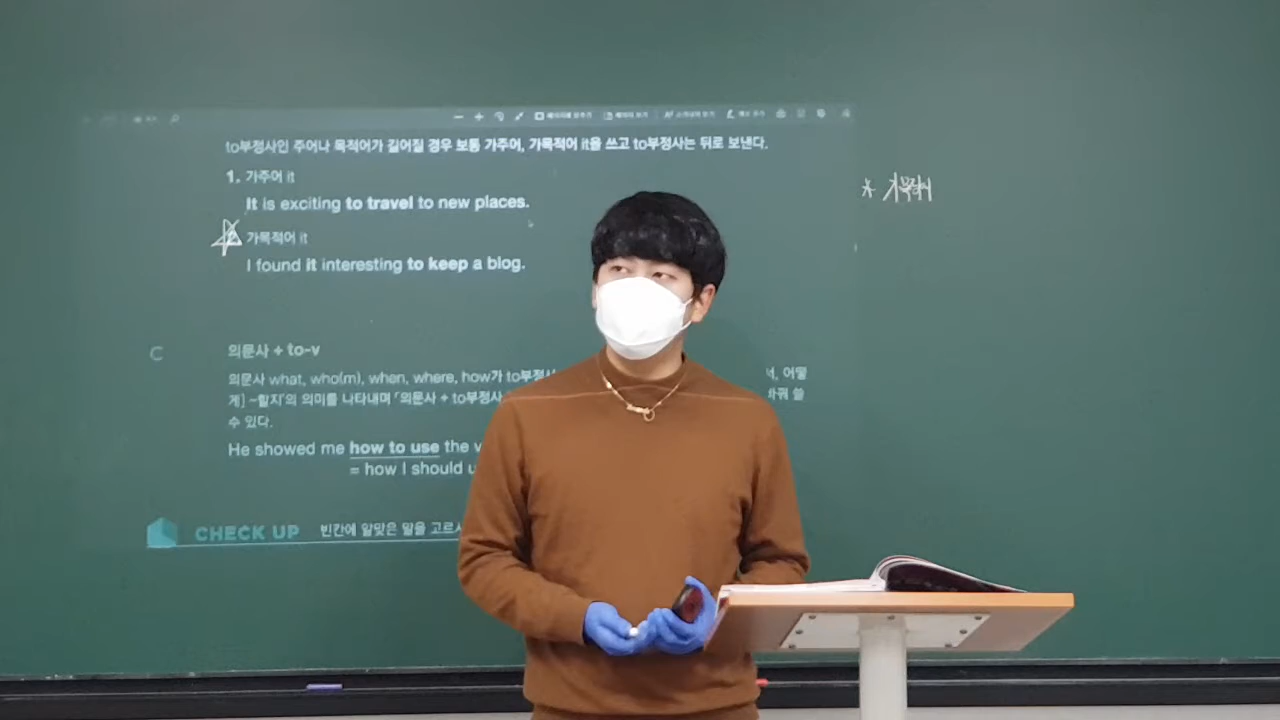 to부정사인 주어나 목적어가 길어질 경우 보통 가주어, 가목적어 it을 쓰고 to부정사는 뒤로 보낸다.
1. 가주어 it
It is exciting to travel to new places.
2 가목적어 it
I found it interesting to keep a blog.
* 가목적어
C 의문사 + to-v
의문사 what, who(m), when, where, how가 to부정사 어떻
게] ~할지'의 의미를 나타내며 「의문사 + to부정사 바꿔 쓸
수 있다.
He showed me how to use the
= how I should
CHECK UP 빈칸에 알맞은 말을 고르